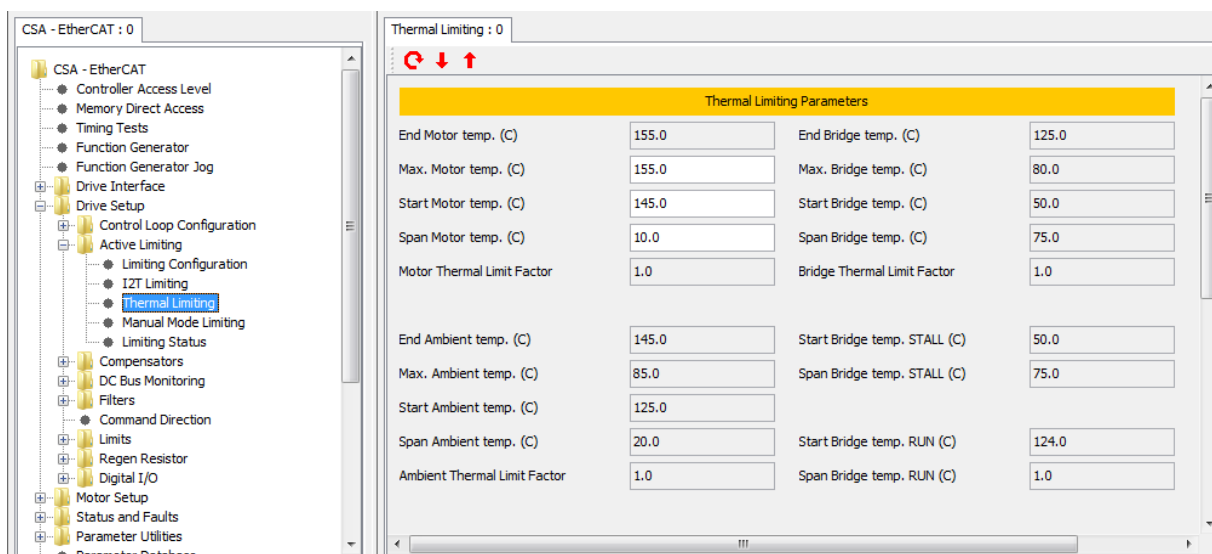 CSA - EtherCAT : 0
CSA - EtherCAT
Controller Access Level
Memory Direct Access
Timing Tests
Function Generator
Function Generator Jog
Drive Interface
Drive Setup
Control Loop Configuration
Active Limiting
Limiting Configuration
I2T Limiting
Thermal Limiting
Manual Mode Limiting
Limiting Status
Compensators
DC Bus Monitoring
Filters
Command Direction
Limits
Regen Resistor
Digital I/O
Motor Setup
Status and Faults
Parameter Utilities
Parameter Database
Thermal Limiting : 0
Thermal Limiting Parameters
End Motor temp. (C) 155.0 End Bridge temp. (C) 125.0
Max. Motor temp. (C) 155.0 Max. Bridge temp. (C) 80.0
Start Motor temp. (C) 145.0 Start Bridge temp. (C) 50.0
Span Motor temp. (C) 10.0 Span Bridge temp. (C) 75.0
Motor Thermal Limit Factor 1.0 Bridge Thermal Limit Factor 1.0
End Ambient temp. (C) 145.0 Start Bridge temp. STALL (C) 50.0
Max. Ambient temp. (C) 85.0 Span Bridge temp. STALL (C) 75.0
Start Ambient temp. (C) 125.0
Span Ambient temp. (C) 20.0 Start Bridge temp. RUN (C) 124.0
Ambient Thermal Limit Factor 1.0 Span Bridge temp. RUN (C) 1.0